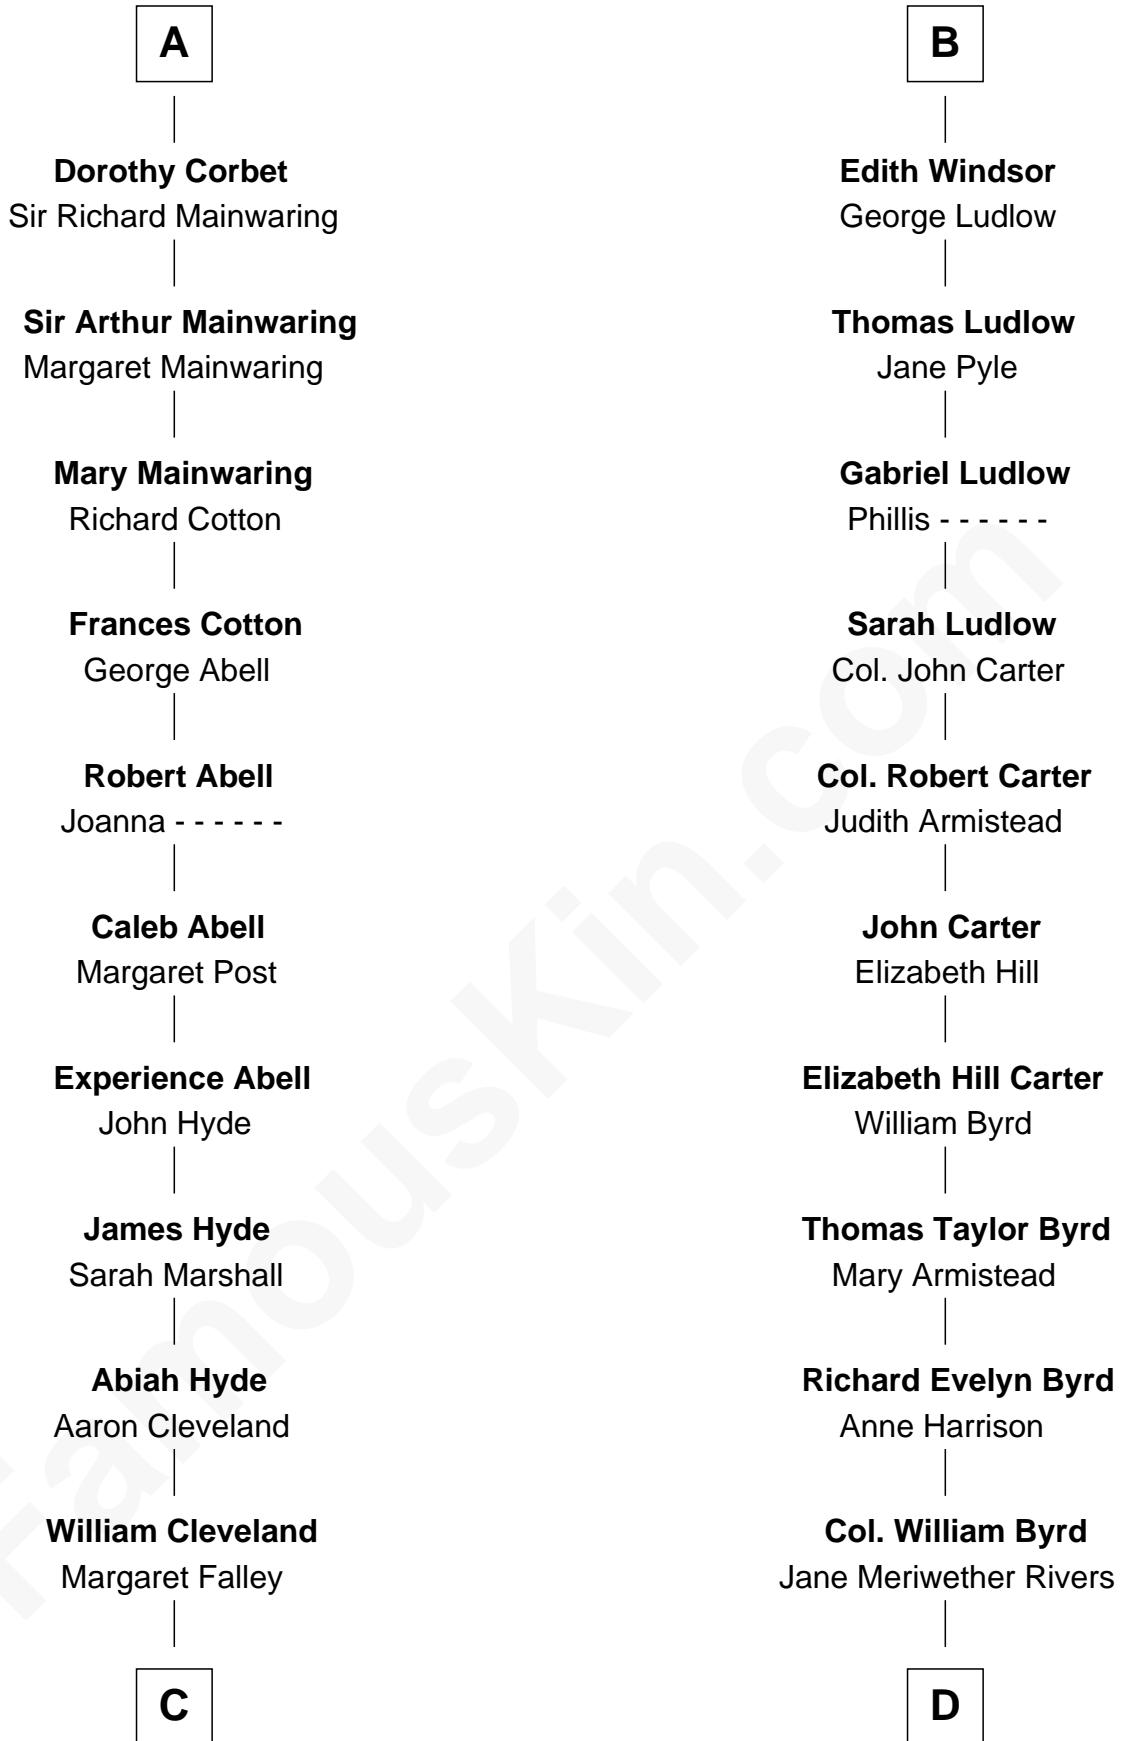 A
Dorothy Corbet
Sir Richard Mainwaring
Sir Arthur Mainwaring
Margaret Mainwaring
Mary Mainwaring
Richard Cotton
Frances Cotton
George Abell
Robert Abell
Joanna - - - - - -
Caleb Abell
Margaret Post
Experience Abell
John Hyde
James Hyde
Sarah Marshall
Abiah Hyde
Aaron Cleveland
William Cleveland
Margaret Falley
C
B
Edith Windsor
George Ludlow
Thomas Ludlow
Jane Pyle
Gabriel Ludlow
Phillis - - - - - -
Sarah Ludlow
Col. John Carter
Col. Robert Carter
Judith Armistead
John Carter
Elizabeth Hill
Elizabeth Hill Carter
William Byrd
Thomas Taylor Byrd
Mary Armistead
Richard Evelyn Byrd
Anne Harrison
Col. William Byrd
Jane Meriwether Rivers
D
FamousKin.com